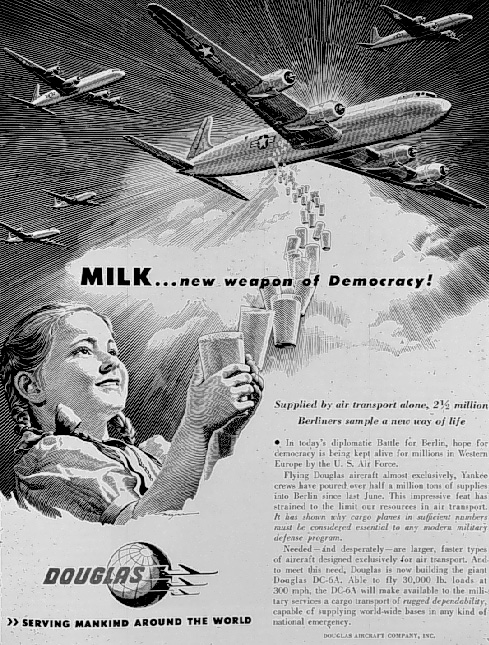 MILK...new weapon of Democracy!
Supplied by air transport alone, 2½ million
Berliners sample a new way of life
● In today's diplomatic Battle for Berlin, hope for
democracy is being kept alive for millions in Western
Europe by the U. S. Air Force.
Flying Douglas aircraft almost exclusively, Yankee
crews have poured over half a million tons of supplies
into Berlin since last June. This impressive feat has
strained to the limit our resources in air transport.
It has shown why cargo planes in sufficient numbers
must be considered essential to any modern military
defense program.
Needed—and desperately—are larger, faster types
of aircraft designed exclusively for air transport. And
to meet this need, Douglas is now building the giant
Douglas DC-6A. Able to fly 30,000 lb. loads at
300 mph, the DC-6A will make available to the mili-
tary services a cargo transport of rugged dependability,
capable of supplying world-wide bases in any kind of
national emergency.
DOUGLAS AIRCRAFT COMPANY, INC.
DOUGLAS
>> SERVING MANKIND AROUND THE WORLD